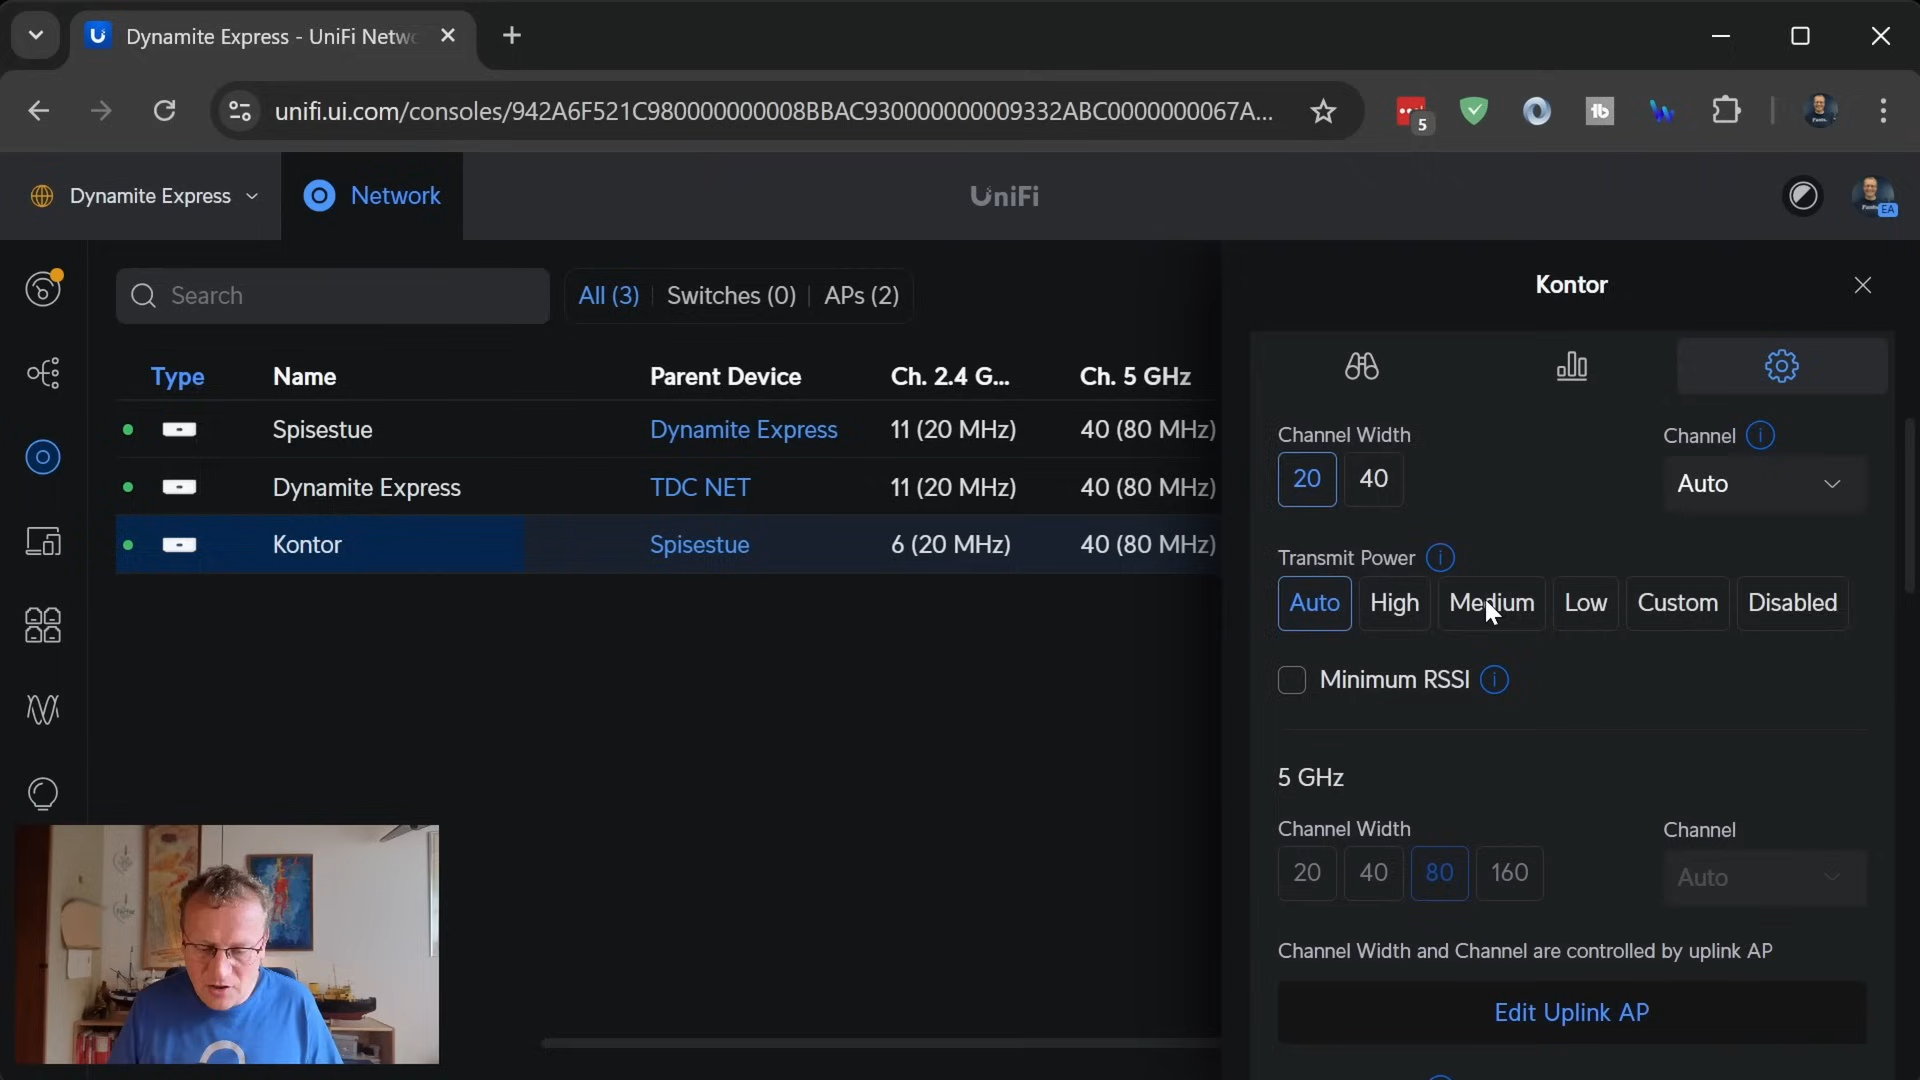 Dynamite Express - UniFi Netwo
unifi.ui.com/consoles/942A6F521C980000000008BBAC930000000009332ABC0000000067A...
5
tb
Dynamite Express
Network
UniFi
EA
Search
All (3)
Switches (0)
APs (2)
Type Name Parent Device Ch. 2.4 G... Ch. 5 GHz
Spisestue Dynamite Express 11 (20 MHz) 40 (80 MHz)
Dynamite Express TDC NET 11 (20 MHz) 40 (80 MHz)
Kontor Spisestue 6 (20 MHz) 40 (80 MHz)
Kontor
Channel Width Channel
20 40 Auto
Transmit Power
Auto High Medium Low Custom Disabled
Minimum RSSI
5 GHz
Channel Width Channel
20 40 80 160 Auto
Channel Width and Channel are controlled by uplink AP
Edit Uplink AP